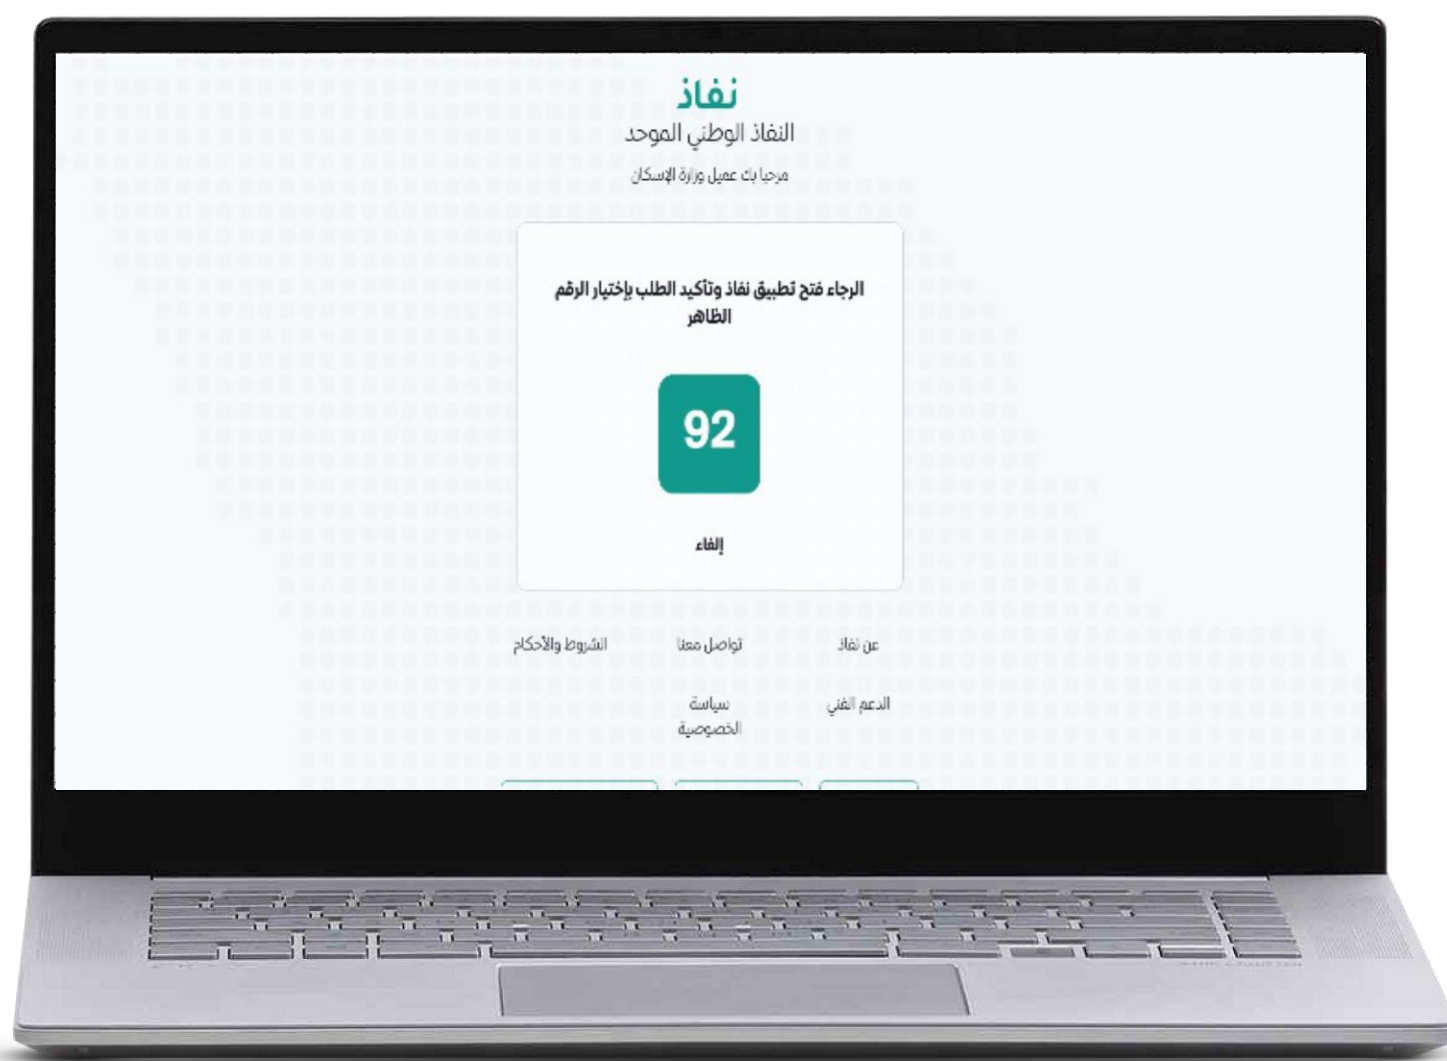 نفاذ
النفاذ الوطني الموحد
مرحبا بك عميل وزارة الإسكان
الرجاء فتح تطبيق نفاذ وتأكيد الطلب بإختيار الرقم
الظاهر
92
إلغاء
عن نفاذ
تواصل معنا
الشروط والأحكام
الدعم الفني
سياسة
الخصوصية